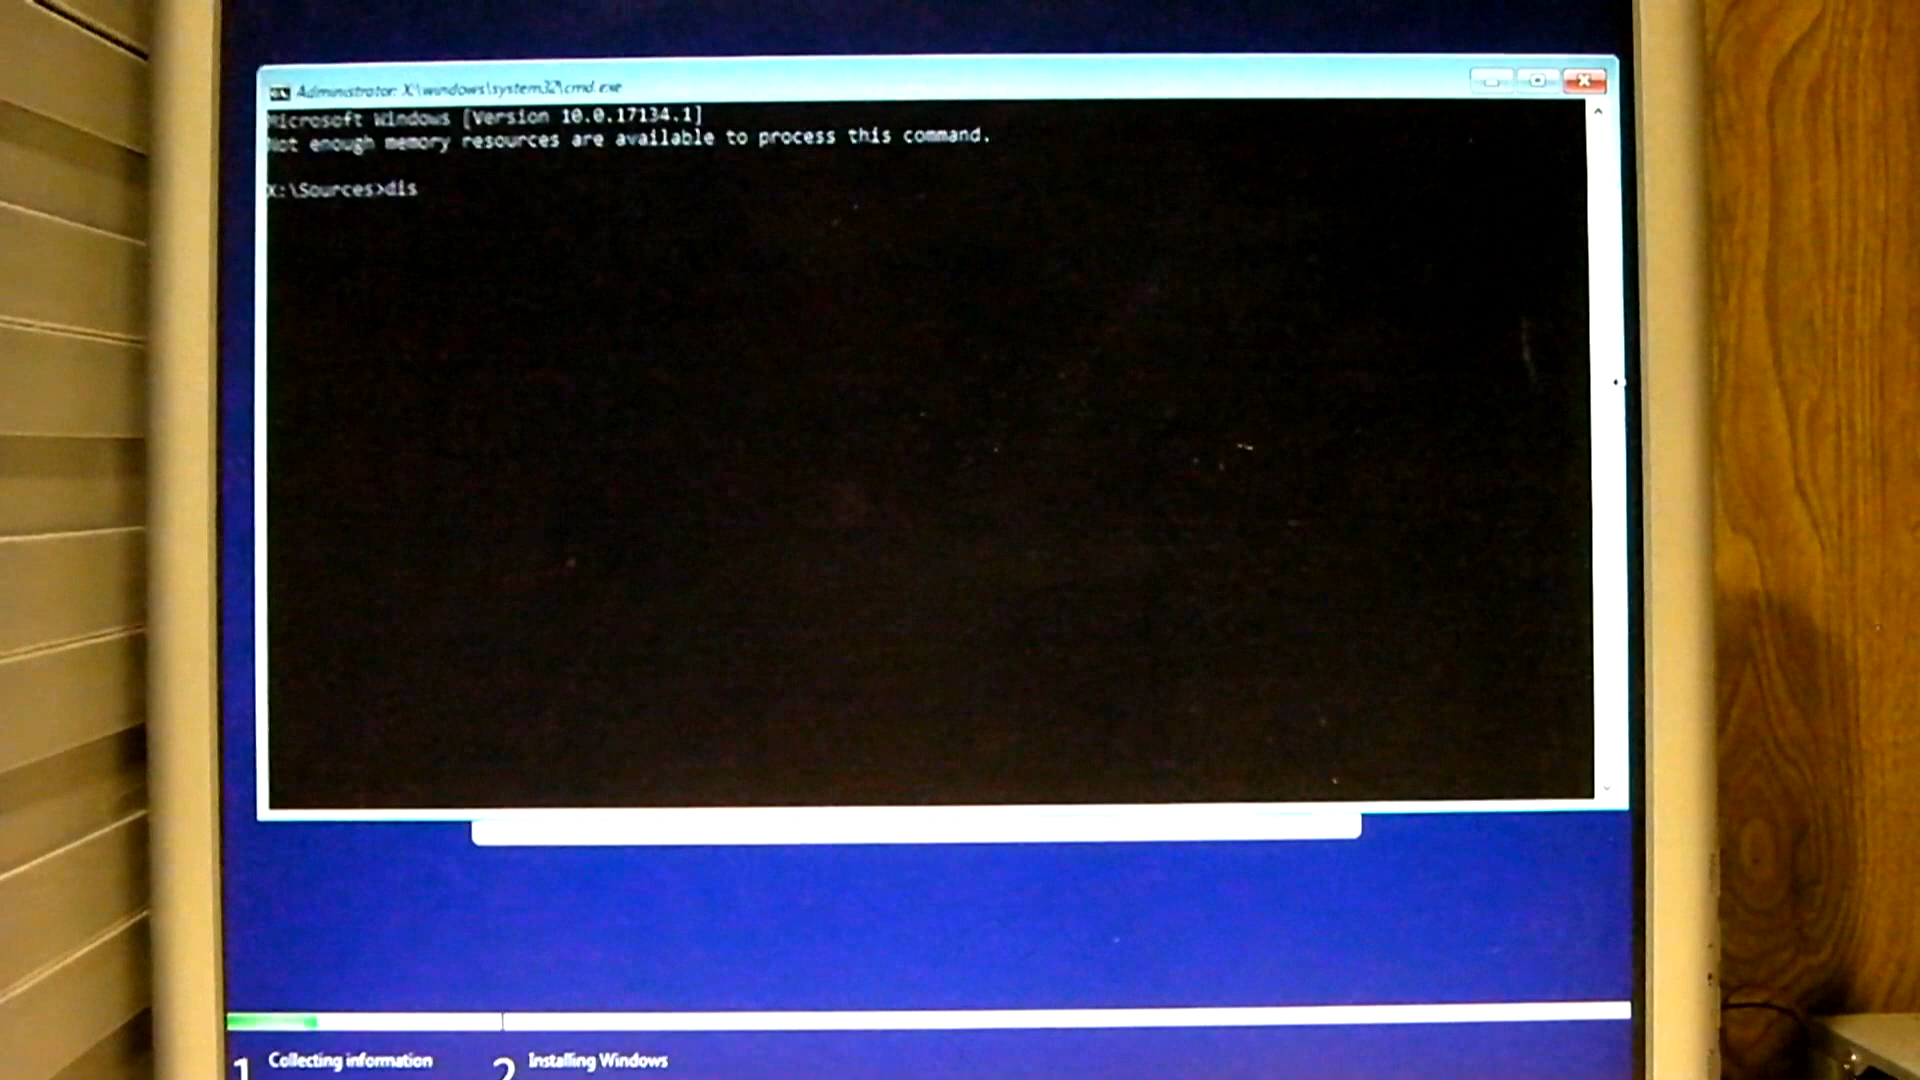 Administrator: X:\windows\system32\cmd.exe
Microsoft Windows [Version 10.0.17134.1]
Not enough memory resources are available to process this command.
X:\Sources>dis
1 Collecting information
2 Installing Windows